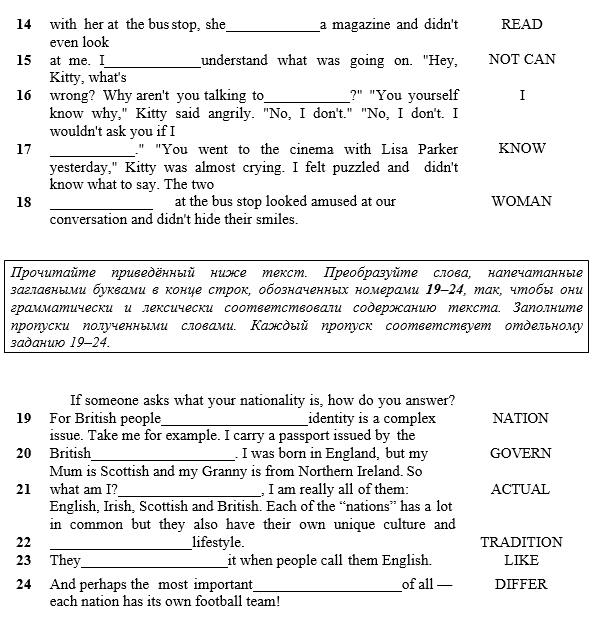 14 with her at the bus stop, she_____________a magazine and didn't READ
even look
15 at me. I______________understand what was going on. "Hey, NOT CAN
Kitty, what's
16 wrong? Why aren't you talking to____________?" "You yourself I
know why," Kitty said angrily. "No, I don't." "No, I don't. I
wouldn't ask you if I
17 ____________." "You went to the cinema with Lisa Parker KNOW
yesterday," Kitty was almost crying. I felt puzzled and didn't
know what to say. The two
18 _______________ at the bus stop looked amused at our WOMAN
conversation and didn't hide their smiles.
Прочитайте приведённый ниже текст. Преобразуйте слова, напечатанные
заглавными буквами в конце строк, обозначенных номерами 19–24, так, чтобы они
грамматически и лексически соответствовали содержанию текста. Заполните
пропуски полученными словами. Каждый пропуск соответствует отдельному
заданию 19–24.
If someone asks what your nationality is, how do you answer?
19 For British people_____________________identity is a complex NATION
issue. Take me for example. I carry a passport issued by the
20 British____________________. I was born in England, but my GOVERN
Mum is Scottish and my Granny is from Northern Ireland. So
21 what am I?____________________, I am really all of them: ACTUAL
English, Irish, Scottish and British. Each of the “nations” has a lot
in common but they also have their own unique culture and
22 ____________________lifestyle. TRADITION
23 They_____________________it when people call them English. LIKE
24 And perhaps the most important_____________________of all — DIFFER
each nation has its own football team!